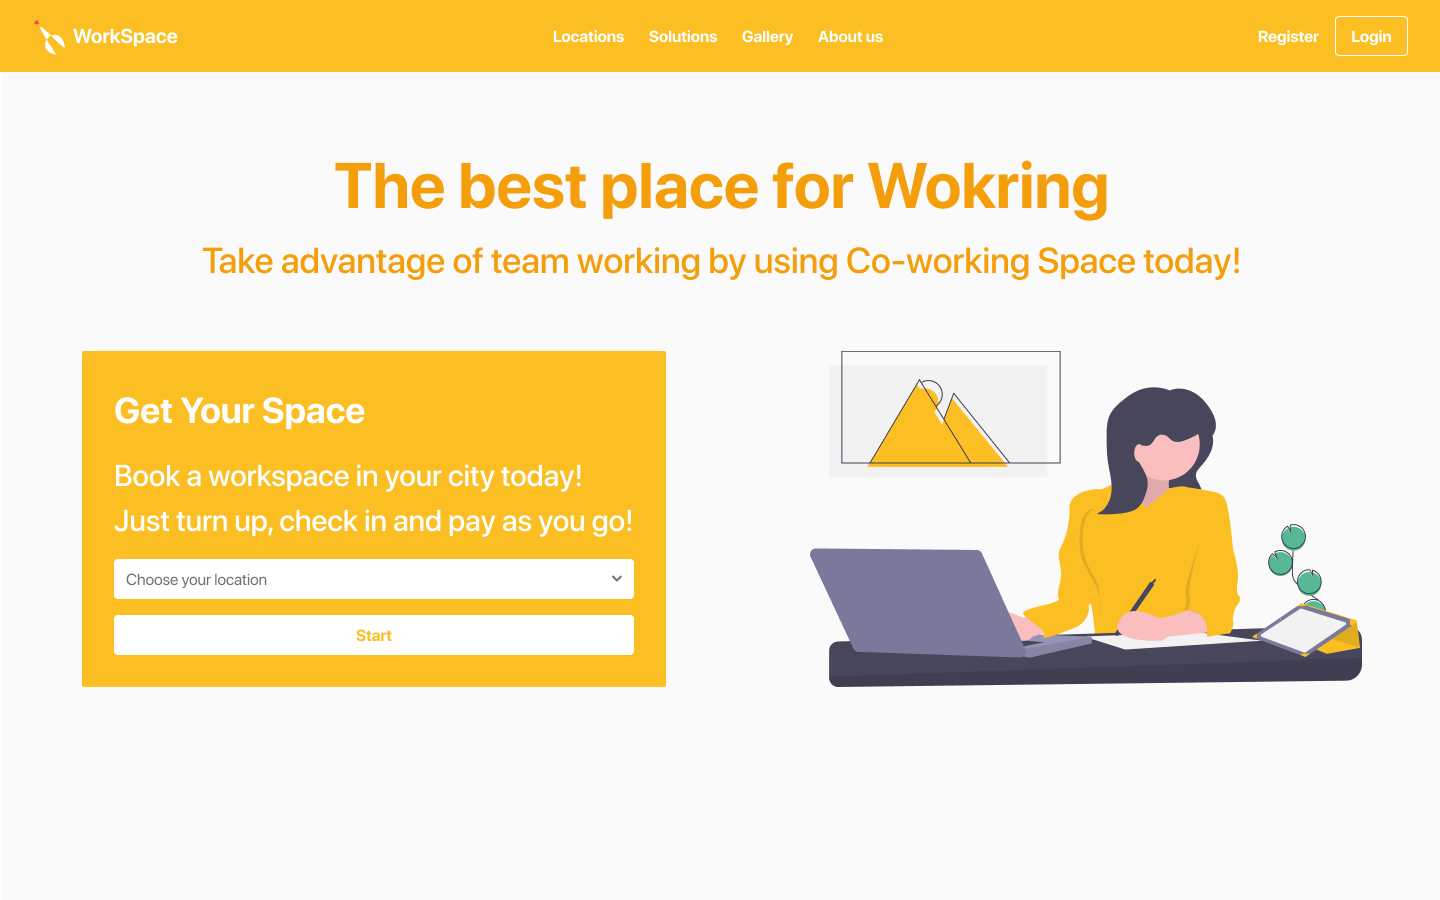 WorkSpace
Locations
Solutions
Gallery
About us
Register
Login
The best place for Wokring
Take advantage of team working by using Co-working Space today!
Get Your Space
Book a workspace in your city today!
Just turn up, check in and pay as you go!
Choose your location
Start